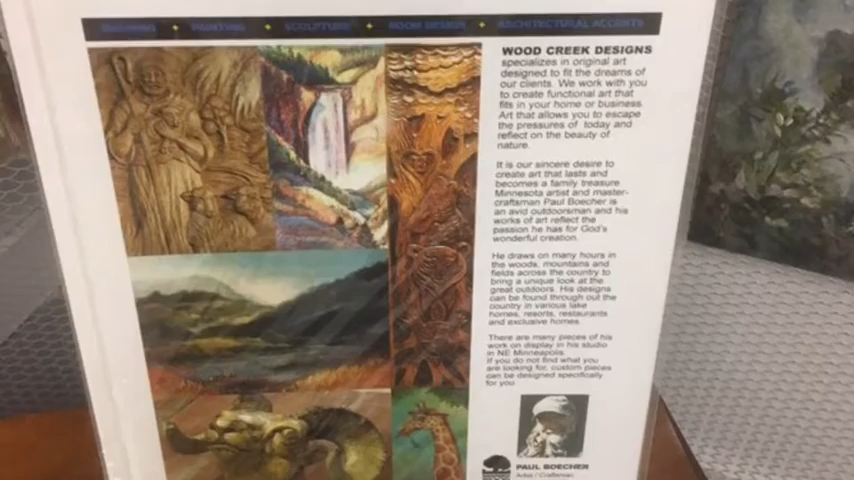 PAINTING ✦ SCULPTURE ✦ ROOM DESIGN ✦ ARCHITECTURAL ACCENTS
WOOD CREEK DESIGNS
specializes in original art
designed to fit the dreams of
our clients. We work with you
to create functional art that
fits in your home or business.
Art that allows you to escape
the pressures of today and
reflect on the beauty of
nature.
It is our sincere desire to
create art that lasts and
becomes a family treasure
Minnesota artist and master-
craftsman Paul Boecher is
an avid outdoorsman and his
works of art reflect the
passion he has for God's
wonderful creation.
He draws on many hours in
the woods, mountains and
fields across the country to
bring a unique look at the
great outdoors. His designs
can be found through out the
country in various lake
homes, resorts, restaurants
and exclusive homes.
There are many pieces of his
work on display in his studio
in NE Minneapolis.
If you do not find what you
are looking for, custom pieces
can be designed specifically
for you
PAUL BOECHER
Artist / Craftsman